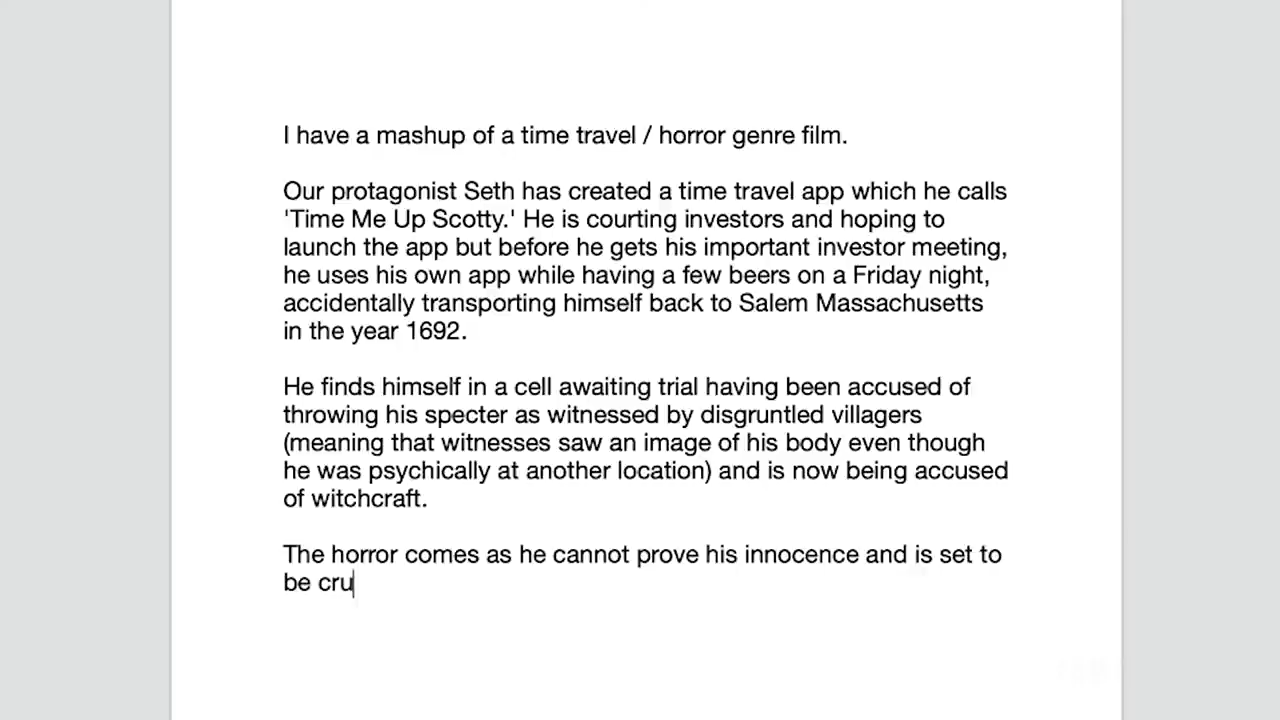 I have a mashup of a time travel / horror genre film.
Our protagonist Seth has created a time travel app which he calls
'Time Me Up Scotty.' He is courting investors and hoping to
launch the app but before he gets his important investor meeting,
he uses his own app while having a few beers on a Friday night,
accidentally transporting himself back to Salem Massachusetts
in the year 1692.
He finds himself in a cell awaiting trial having been accused of
throwing his specter as witnessed by disgruntled villagers
(meaning that witnesses saw an image of his body even though
he was psychically at another location) and is now being accused
of witchcraft.
The horror comes as he cannot prove his innocence and is set to
be cru